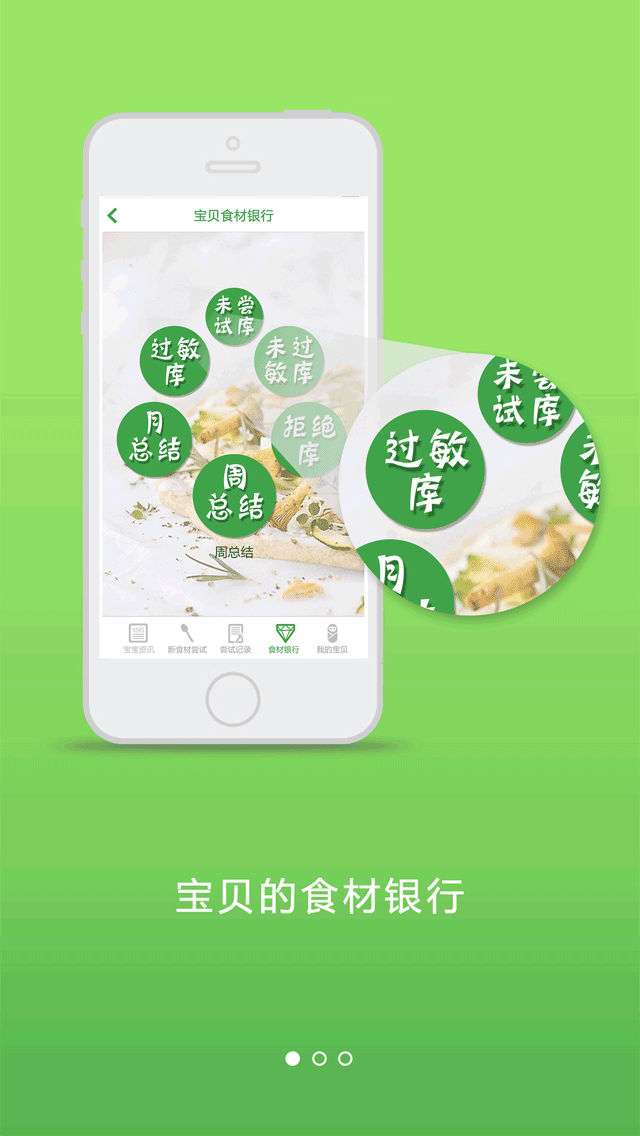 宝贝食材银行
未尝
试库
过敏
库
未过
敏库
月
总结
拒绝
库
周
总结
周总结
未尝
试库
过敏
库
月
宝宝资讯
新食材尝试
尝试记录
食材银行
我的宝贝
宝贝的食材银行